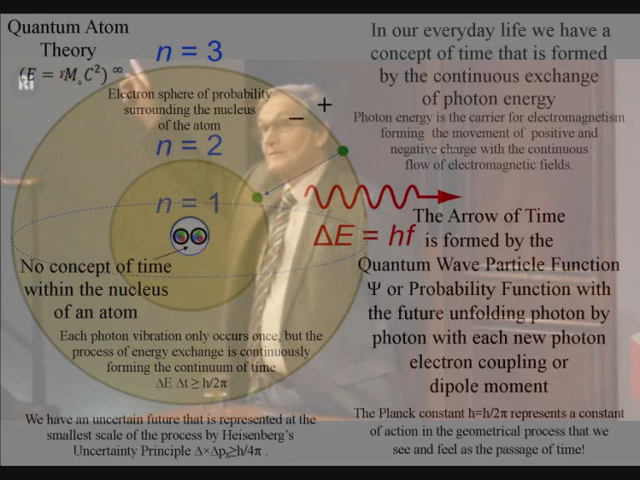 Quantum Atom
Theory
(E = ɤM˳C²) ∞
Ri
n = 3
Electron sphere of probability
surrounding the nucleus
of the atom
n = 2
n = 1
No concept of time
within the nucleus
of an atom
Each photon vibration only occurs once, but the
process of energy exchange is continuously
forming the continuum of time
ΔE Δt ≥ h/2π
We have an uncertain future that is represented at the
smallest scale of the process by Heisenberg's
Uncertainty Principle Δ×Δpᵪ≥h/4π .
− +
ΔE = hf
In our everyday life we have a
concept of time that is formed
by the continuous exchange
of photon energy
Photon energy is the carrier for electromagnetism
forming the movement of positive and
negative charge with the continuous
flow of electromagnetic fields.
The Arrow of Time
is formed by the
Quantum Wave Particle Function
Ψ or Probability Function with
the future unfolding photon by
photon with each new photon
electron coupling or
dipole moment
The Planck constant h=h/2π represents a constant
of action in the geometrical process that we
see and feel as the passage of time!